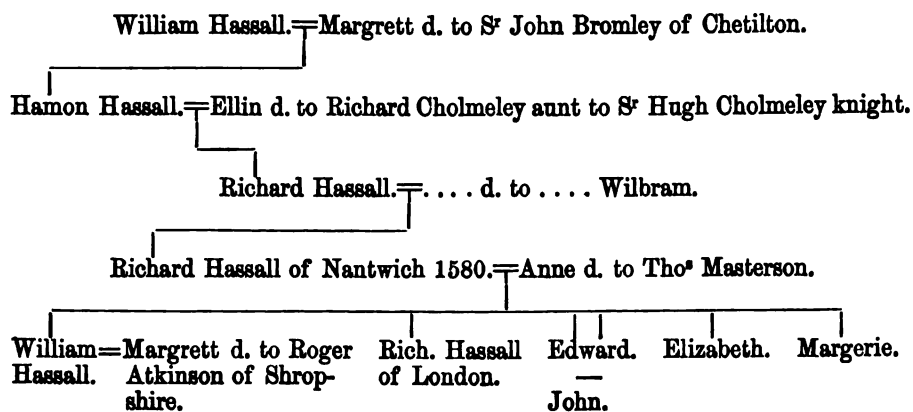 William Hassall.=Margrett d. to Sʳ John Bromley of Chetilton.
Hamon Hassall.=Ellin d. to Richard Cholmeley aunt to Sʳ Hugh Cholmeley knight.
Richard Hassall.=. . . . d. to . . . . Wilbram.
Richard Hassall of Nantwich 1580.=Anne d. to Thoˢ Masterson.
William=Margrett d. to Roger Rich. Hassall Edward. Elizabeth. Margerie.
Hassall. Atkinson of Shrop- of London. —
shire. John.